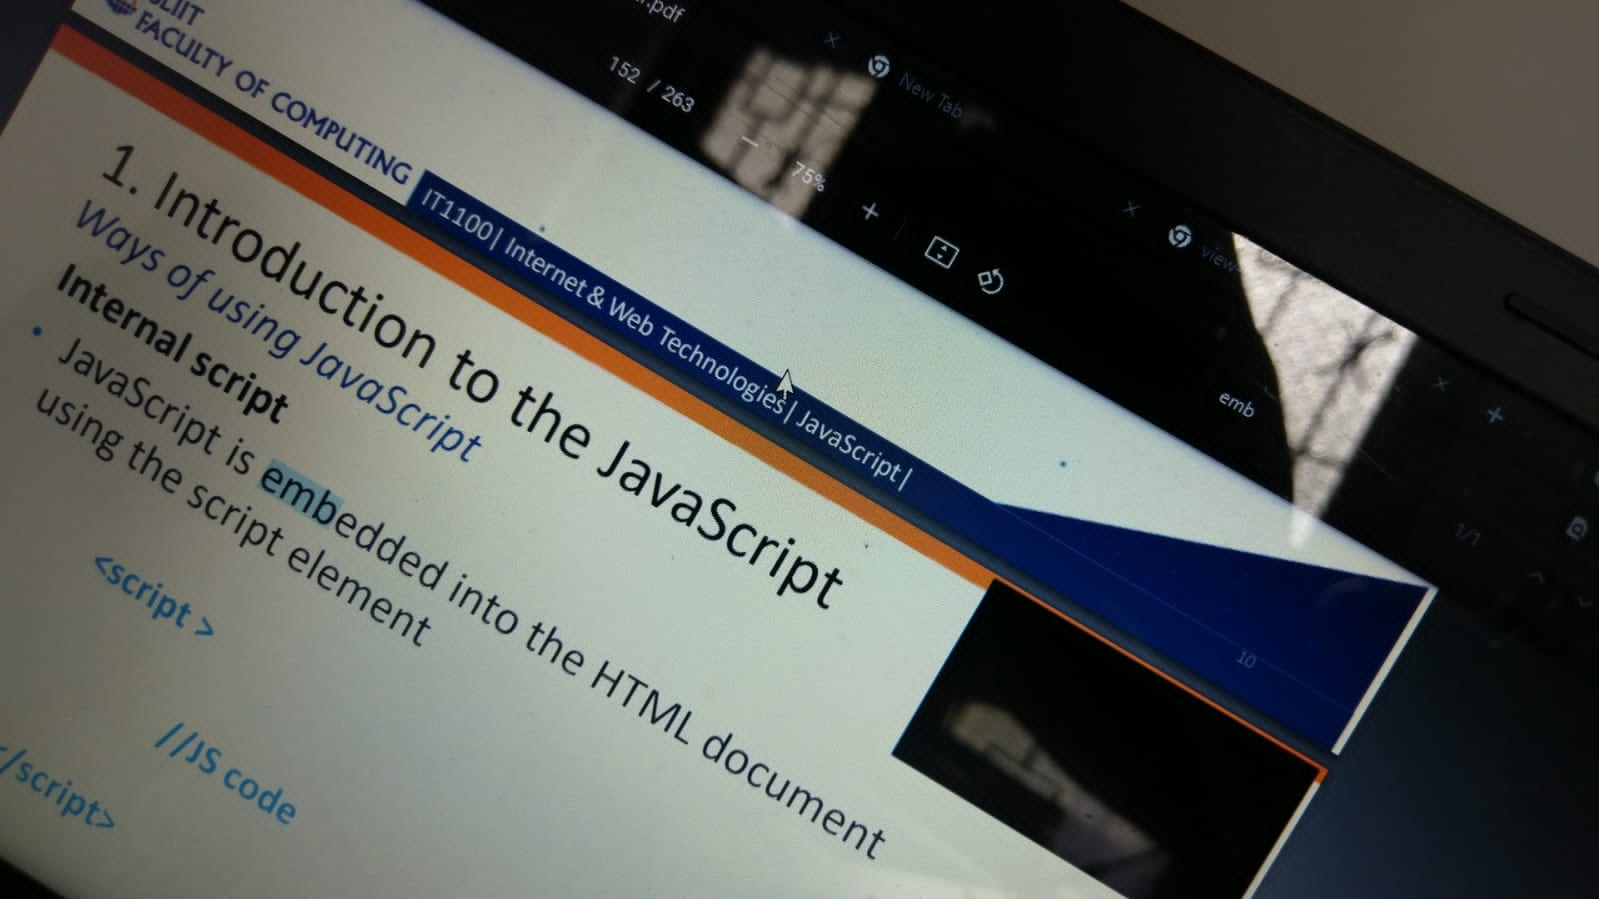 SLIIT
FACULTY OF COMPUTING
IT1100| Internet & Web Technologies| JavaScript |
1. Introduction to the JavaScript
Ways of using JavaScript
Internal script
• JavaScript is embedded into the HTML document
using the script element
<script >
//JS code
/script>
10
.pdf
152 / 263
75%
New Tab
view
emb
1/1